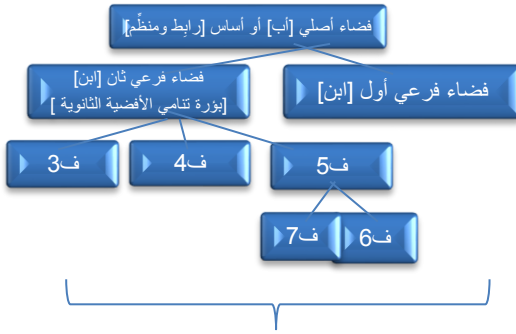 فضاء أصلي [أب] أو أساس [رابِط ومنظِّم]
فضاء فرعي أول [ابن]
فضاء فرعي ثان [ابن]
[بؤرة تنامي الأفضية الثانوية ]
ف5
ف4
ف3
ف6
ف7